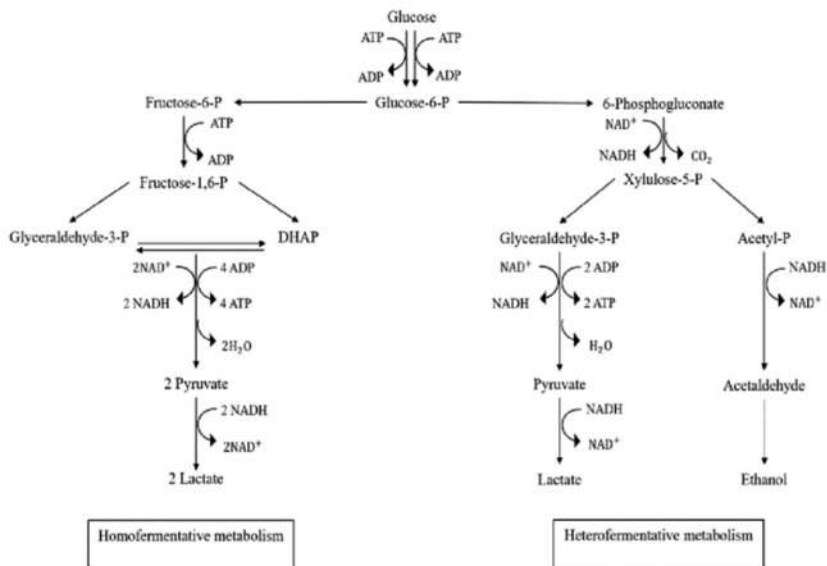 Glucose
ATP ATP
ADP ADP
Fructose-6-P Glucose-6-P 6-Phosphogluconate
ATP NAD⁺
ADP NADH CO₂
Fructose-1,6-P Xylulose-5-P
Glyceraldehyde-3-P DHAP Glyceraldehyde-3-P Acetyl-P
2NAD⁺ 4 ADP NAD⁺ 2 ADP NADH
2 NADH 4 ATP NADH 2 ATP NAD⁺
2H₂O H₂O
2 Pyruvate Pyruvate Acetaldehyde
2 NADH NADH
2NAD⁺ NAD⁺
2 Lactate Lactate Ethanol
Homofermentative metabolism Heterofermentative metabolism